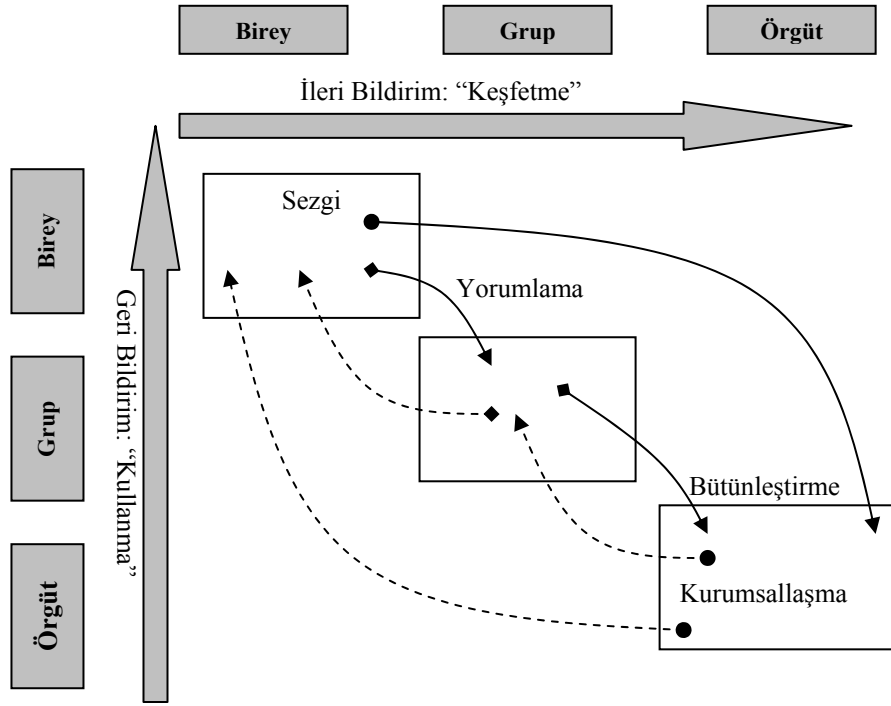 Birey
Grup
Örgüt
İleri Bildirim: “Keşfetme”
Birey
Grup
Örgüt
Geri Bildirim: “Kullanma”
Sezgi
Yorumlama
Bütünleştirme
Kurumsallaşma